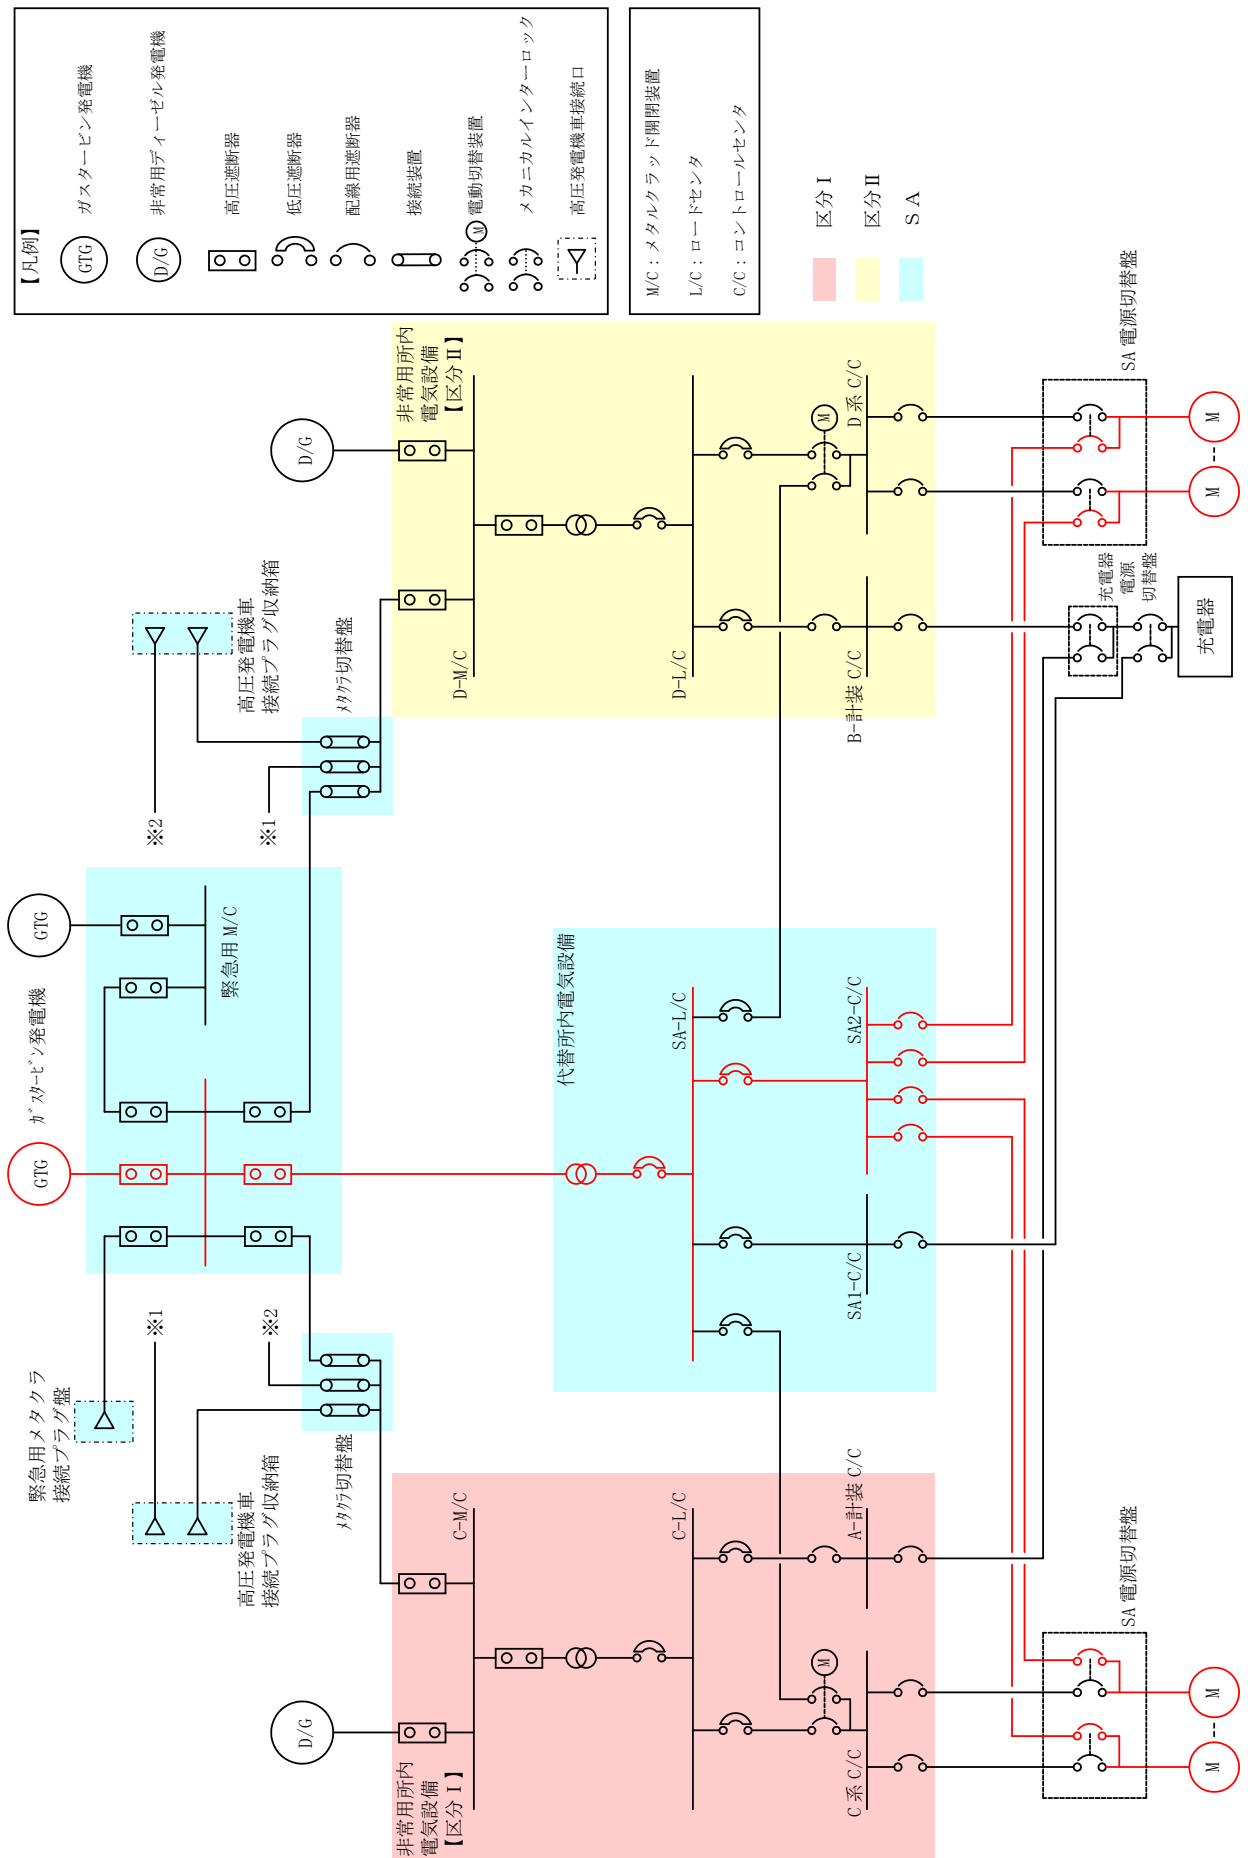 【凡例】
GTG
ガスタービン発電機
D/G
非常用ディーゼル発電機
高圧遮断器
低圧遮断器
配線用遮断器
接続装置
M
電動切替装置
メカニカルインターロック
高圧発電機車接続口
M/C：メタルクラッド開閉装置
L/C：ロードセンタ
C/C：コントロールセンタ
区分Ⅰ
区分Ⅱ
ＳＡ
緊急用メタクラ
接続プラグ盤
GTG
ｶﾞｽﾀｰﾋﾞﾝ発電機
GTG
緊急用 M/C
※1
※2
高圧発電機車
接続プラグ収納箱
ﾒﾀｸﾗ切替盤
※2
※1
高圧発電機車
接続プラグ収納箱
ﾒﾀｸﾗ切替盤
D/G
非常用所内
電気設備
【区分Ⅰ】
C-M/C
C-L/C
M
C 系 C/C
A-計装 C/C
代替所内電気設備
SA-L/C
SA1-C/C
SA2-C/C
D/G
非常用所内
電気設備
【区分Ⅱ】
D-M/C
D-L/C
M
B-計装 C/C
D 系 C/C
SA 電源切替盤
M
M
充電器
電源
切替盤
充電器
SA 電源切替盤
M
M